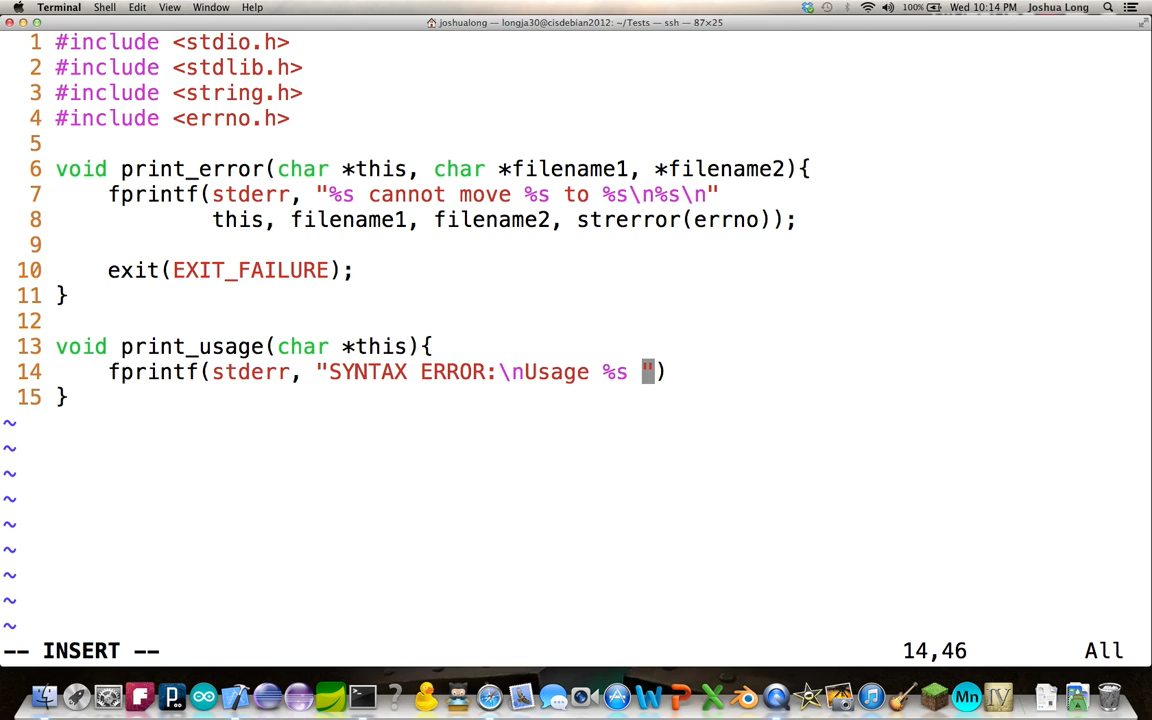 Terminal Shell Edit View Window Help 100% Wed 10:14 PM Joshua Long
joshualong — longja30@cisdebian2012: ~/Tests — ssh — 87×25
1 #include <stdio.h>
2 #include <stdlib.h>
3 #include <string.h>
4 #include <errno.h>
5
6 void print_error(char *this, char *filename1, *filename2){
7 fprintf(stderr, "%s cannot move %s to %s\n%s\n"
8 this, filename1, filename2, strerror(errno));
9
10 exit(EXIT_FAILURE);
11 }
12
13 void print_usage(char *this){
14 fprintf(stderr, "SYNTAX ERROR:\nUsage %s ")
15 }
~
~
~
~
~
~
~
~
~
-- INSERT -- 14,46 All
Mn IV